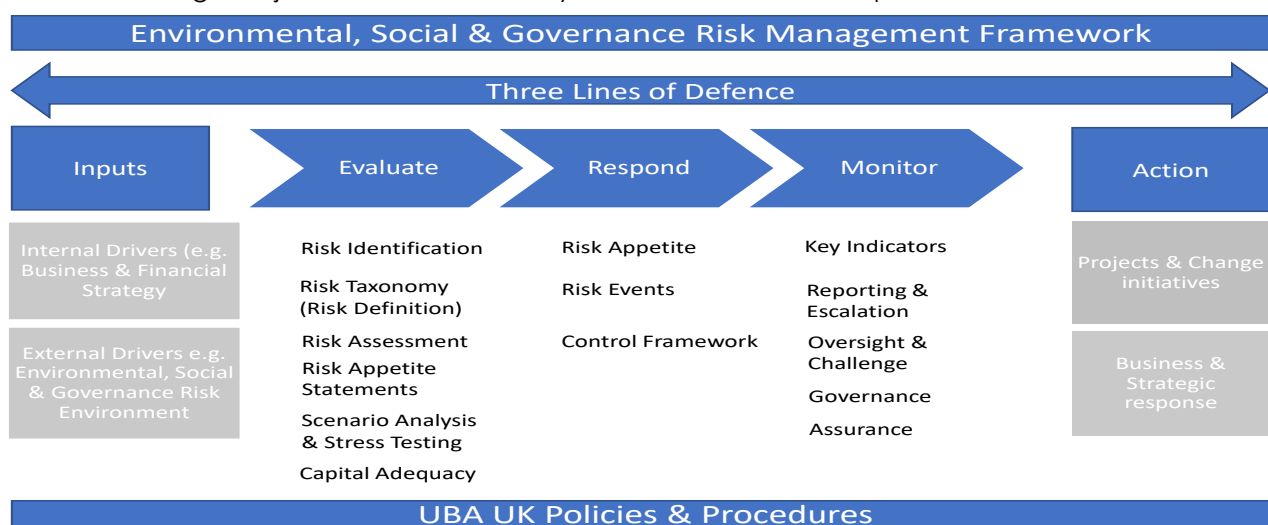 Environmental, Social & Governance Risk Management Framework
Three Lines of Defence
Inputs
Evaluate
Respond
Monitor
Action
Internal Drivers (e.g.
Business & Financial
Strategy
External Drivers e.g.
Environmental, Social
& Governance Risk
Environment
Risk Identification
Risk Taxonomy
(Risk Definition)
Risk Assessment
Risk Appetite
Statements
Scenario Analysis
& Stress Testing
Capital Adequacy
Risk Appetite
Risk Events
Control Framework
Key Indicators
Reporting &
Escalation
Oversight &
Challenge
Governance
Assurance
Projects & Change
initiatives
Business &
Strategic
response
UBA UK Policies & Procedures